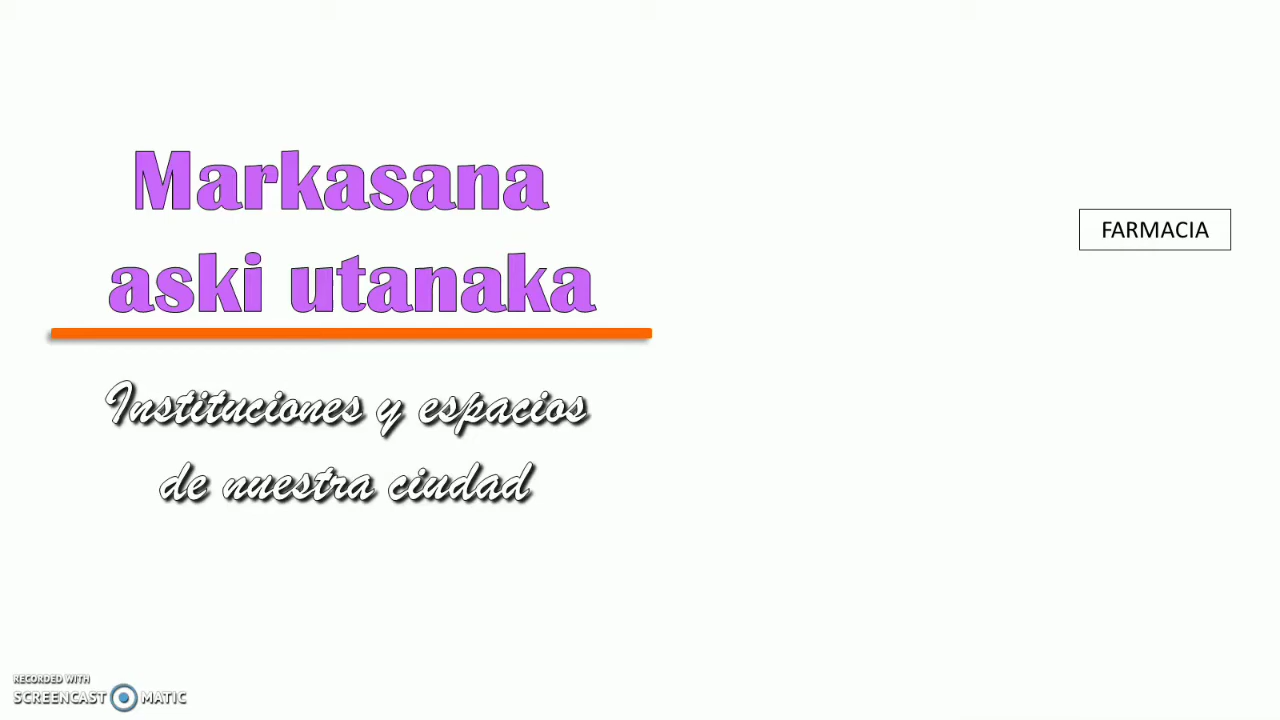 Markasana
aski utanaka
Instituciones y espacios
de nuestra ciudad
FARMACIA
RECORDED WITH
SCREENCAST MATIC